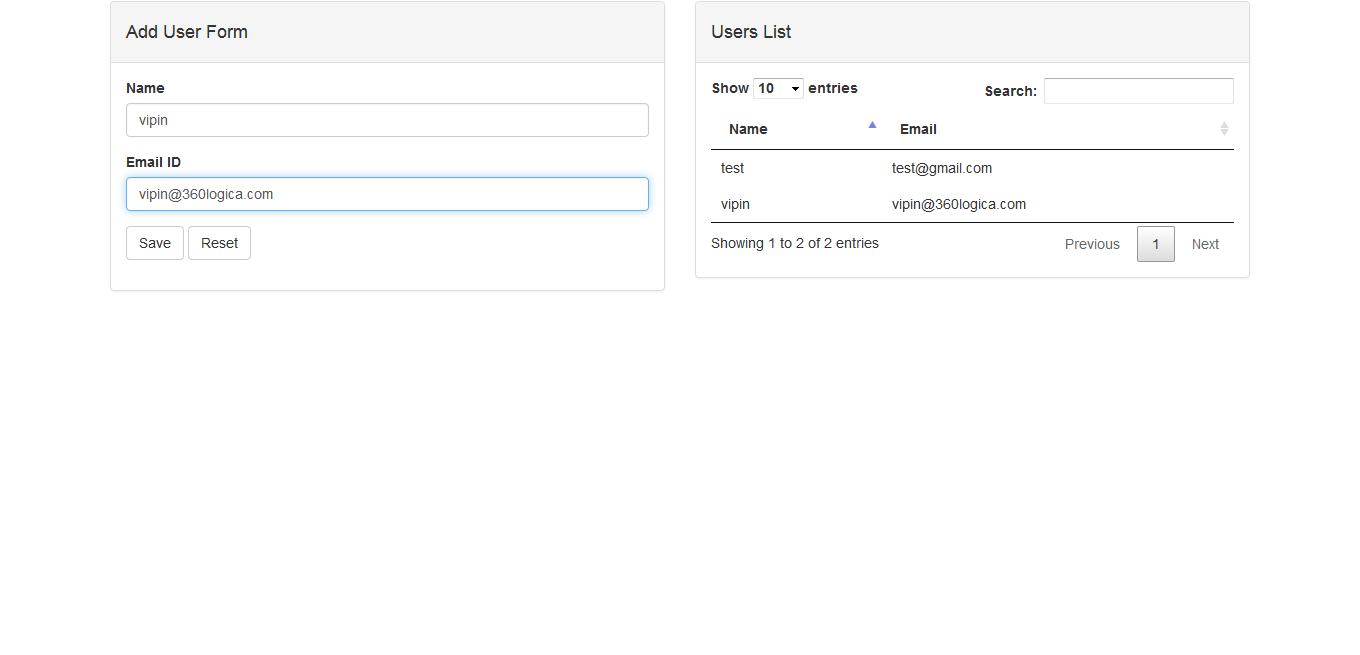 Add User Form
Name
vipin
Email ID
vipin@360logica.com
Save Reset
Users List
Show 10 entries Search:
Name Email
test test@gmail.com
vipin vipin@360logica.com
Showing 1 to 2 of 2 entries Previous 1 Next